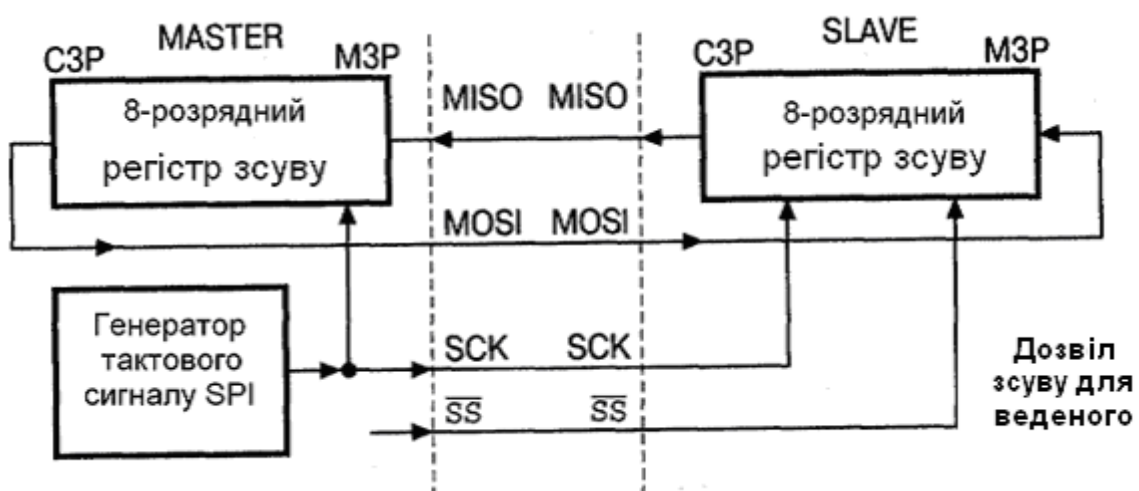 MASTER
SLAVE
СЗР
МЗР
СЗР
МЗР
8-розрядний
регістр зсуву
MISO MISO
8-розрядний
регістр зсуву
MOSI MOSI
Генератор
тактового
сигналу SPI
SCK SCK
SS SS
Дозвіл
зсуву для
веденого